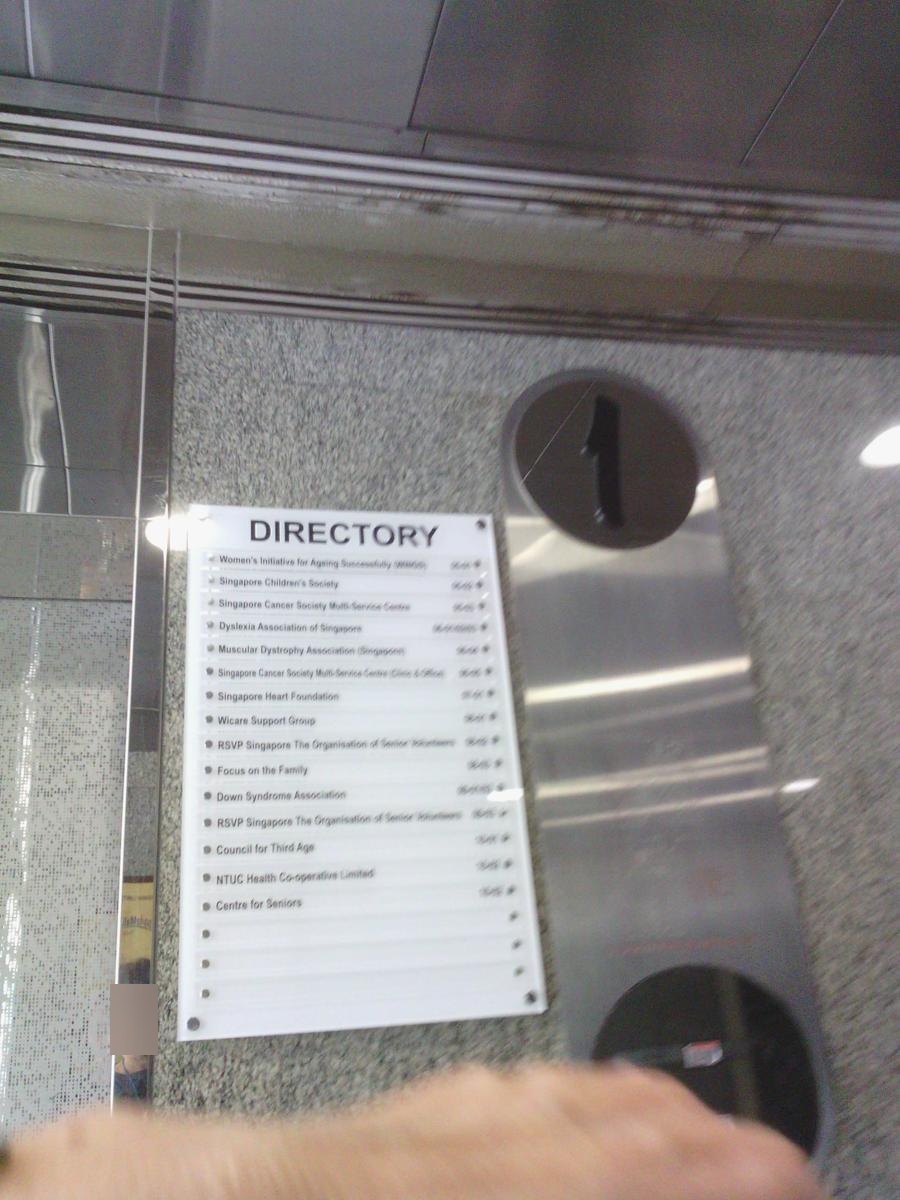 1
DIRECTORY
Women's Initiative for Ageing Successfully (WINGS)
Singapore Children's Society
Singapore Cancer Society Multi-Service Centre
Dyslexia Association of Singapore
Muscular Dystrophy Association (Singapore)
Singapore Cancer Society Multi-Service Centre (Clinic & Office)
Singapore Heart Foundation
Wicare Support Group
RSVP Singapore The Organisation of Senior Volunteers
Focus on the Family
Down Syndrome Association
RSVP Singapore The Organisation of Senior Volunteers
Council for Third Age
NTUC Health Co-operative Limited
Centre for Seniors